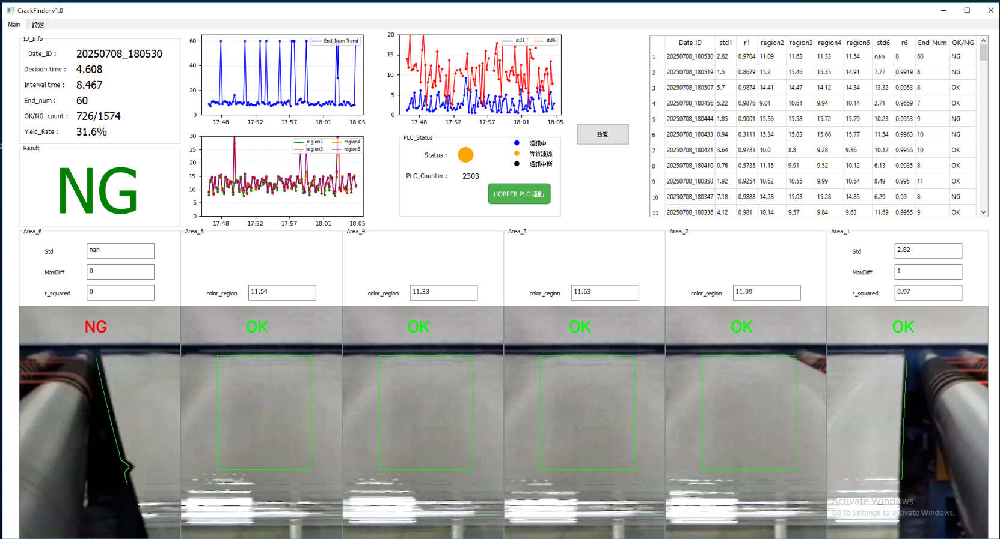 CrackFinder v1.0
Main 設定
ID_Info
Date_ID : 20250708_180530
Decision time : 4.608
Interval time : 8.467
End_num : 60
OK/NG_count : 726/1574
Yield_Rate : 31.6%
Result
NG
End_Num Trend
60
40
20
0
17:48 17:52 17:57 18:01 18:05
std1 std6
20
15
10
5
0
17:48 17:52 17:57 18:01 18:05
region2 region4
region3 region5
30
25
20
15
10
5
0
17:48 17:52 17:57 18:01 18:05
PLC_Status
Status :
通訊中
等待連線
通訊中斷
PLC_Counter : 2303
HOPPER PLC 連動
設置
Date_ID std1 r1 region2 region3 region4 region5 std6 r6 End_Num OK/NG
1 20250708_180530 2.82 0.9704 11.09 11.63 11.33 11.54 nan 0 60 NG
2 20250708_180519 1.5 0.8629 15.2 15.46 15.35 14.91 7.77 0.9919 8 NG
3 20250708_180507 5.7 0.9874 14.41 14.47 14.12 14.34 13.32 0.9953 8 OK
4 20250708_180456 5.22 0.9876 9.01 10.61 9.94 10.14 2.71 0.9659 7 OK
5 20250708_180444 1.85 0.9001 15.56 15.58 15.72 15.79 10.23 0.9953 9 NG
6 20250708_180433 0.94 0.3111 15.34 15.83 15.66 15.77 11.54 0.9963 10 NG
7 20250708_180421 3.64 0.9783 10.0 8.8 9.28 9.86 10.12 0.9955 10 OK
8 20250708_180410 0.76 0.5735 11.15 9.91 9.52 10.12 6.13 0.9935 8 OK
9 20250708_180358 1.92 0.9254 10.62 10.55 9.99 10.64 8.49 0.995 11 OK
10 20250708_180347 7.18 0.9888 14.28 15.03 15.28 14.85 6.29 0.99 8 NG
11 20250708_180336 4.12 0.981 10.14 9.57 9.84 9.63 11.69 0.9955 9 OK
Area_6
Std nan
MaxDiff 0
r_squared 0
NG
Area_5
color_region 11.54
OK
Area_4
color_region 11.33
OK
Area_3
color_region 11.63
OK
Area_2
color_region 11.09
OK
Area_1
Std 2.82
MaxDiff 1
r_squared 0.97
OK
Activate Windows
Go to Settings to activate Windows.